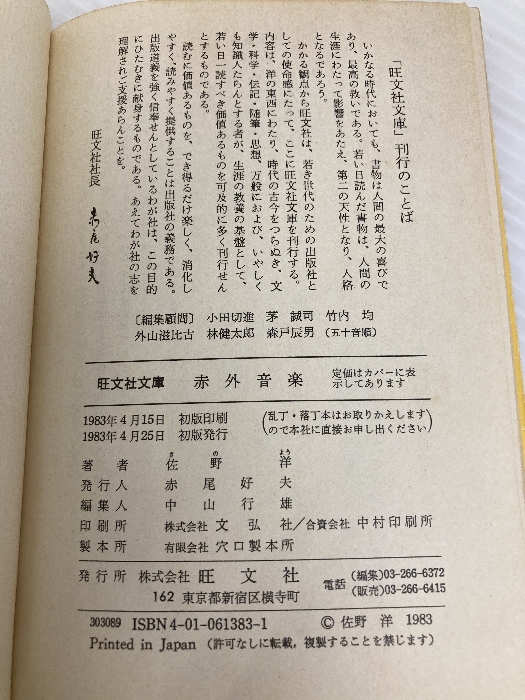 「旺文社文庫」刊行のことば
いかなる時代においても、書物は人間の最大の喜びで
あり、最高の救いである。若い日読んだ書物は、人間の
生涯にわたって影響をあたえ、第二の天性となり、人格
となるであろう。
かかる観点から旺文社は、若き世代のための出版社と
しての使命感にたって、ここに旺文社文庫を刊行する。
内容は、洋の東西にわたり、時代の古今をつらぬき、文
学・科学・伝記・随筆・思想、万般におよび、いやしく
も知識人たらんとする者が、生涯の教養の基盤として、
若い日一読すべき価値あるものを可及的に多く刊行せん
とするものである。
読むに価値あるものを、でき得るだけ楽しく、消化し
やすく、読みやすく提供することは出版社の義務である。
出版道義を強く信奉せんとしているわが社は、この目的
にひたむきに献身するものである。あえてわが社の志を
理解されご支援あらんことを。
旺文社社長 赤尾好夫
〔編集顧問〕 小田切進 茅誠司 竹内均
外山滋比古 林健太郎 森戸辰男 (五十音順)
旺文社文庫 赤外音楽 定価はカバーに表
示してあります
1983年4月15日 初版印刷
1983年4月25日 初版発行
(乱丁・落丁本はお取りかえします
ので本社に直接お申し出ください)
著者 佐野洋
さ の よう
発行人 赤尾好夫
編集人 中山行雄
印刷所 株式会社 文弘社/合資会社 中村印刷所
製本所 有限会社 穴口製本所
発行所 株式会社 旺文社
162 東京都新宿区横寺町
電話 (編集)03-266-6372
(販売)03-266-6415
303089 ISBN4-01-061383-1 © 佐野洋 1983
Printed in Japan (許可なしに転載,複製することを禁じます)